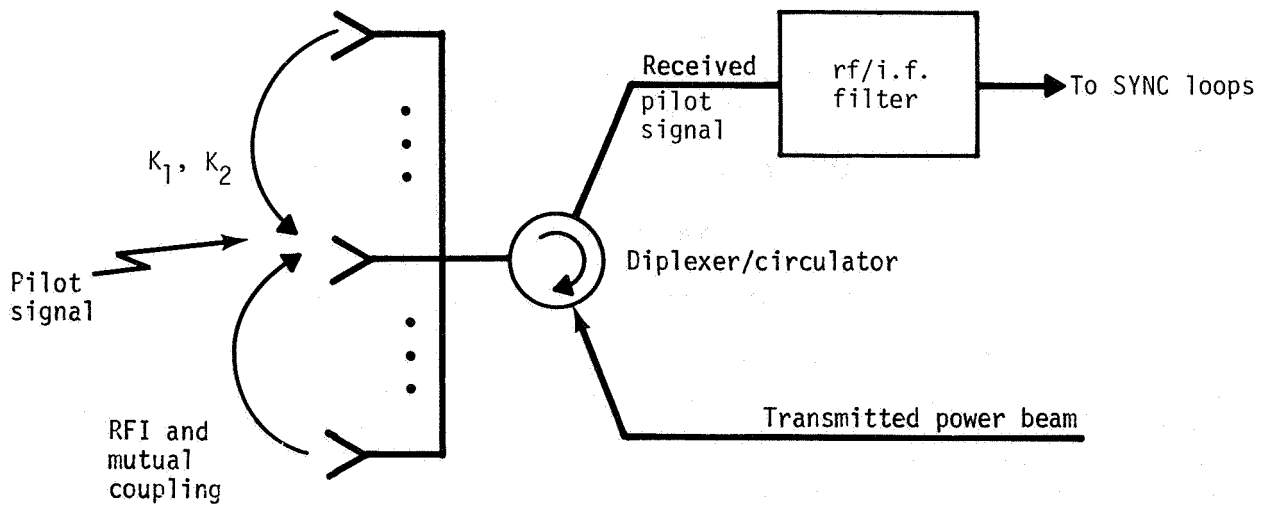 Received
pilot
signal
rf/i.f.
filter
To SYNC loops
K1, K2
Pilot
signal
Diplexer/circulator
Transmitted power beam
RFI and
mutual
coupling